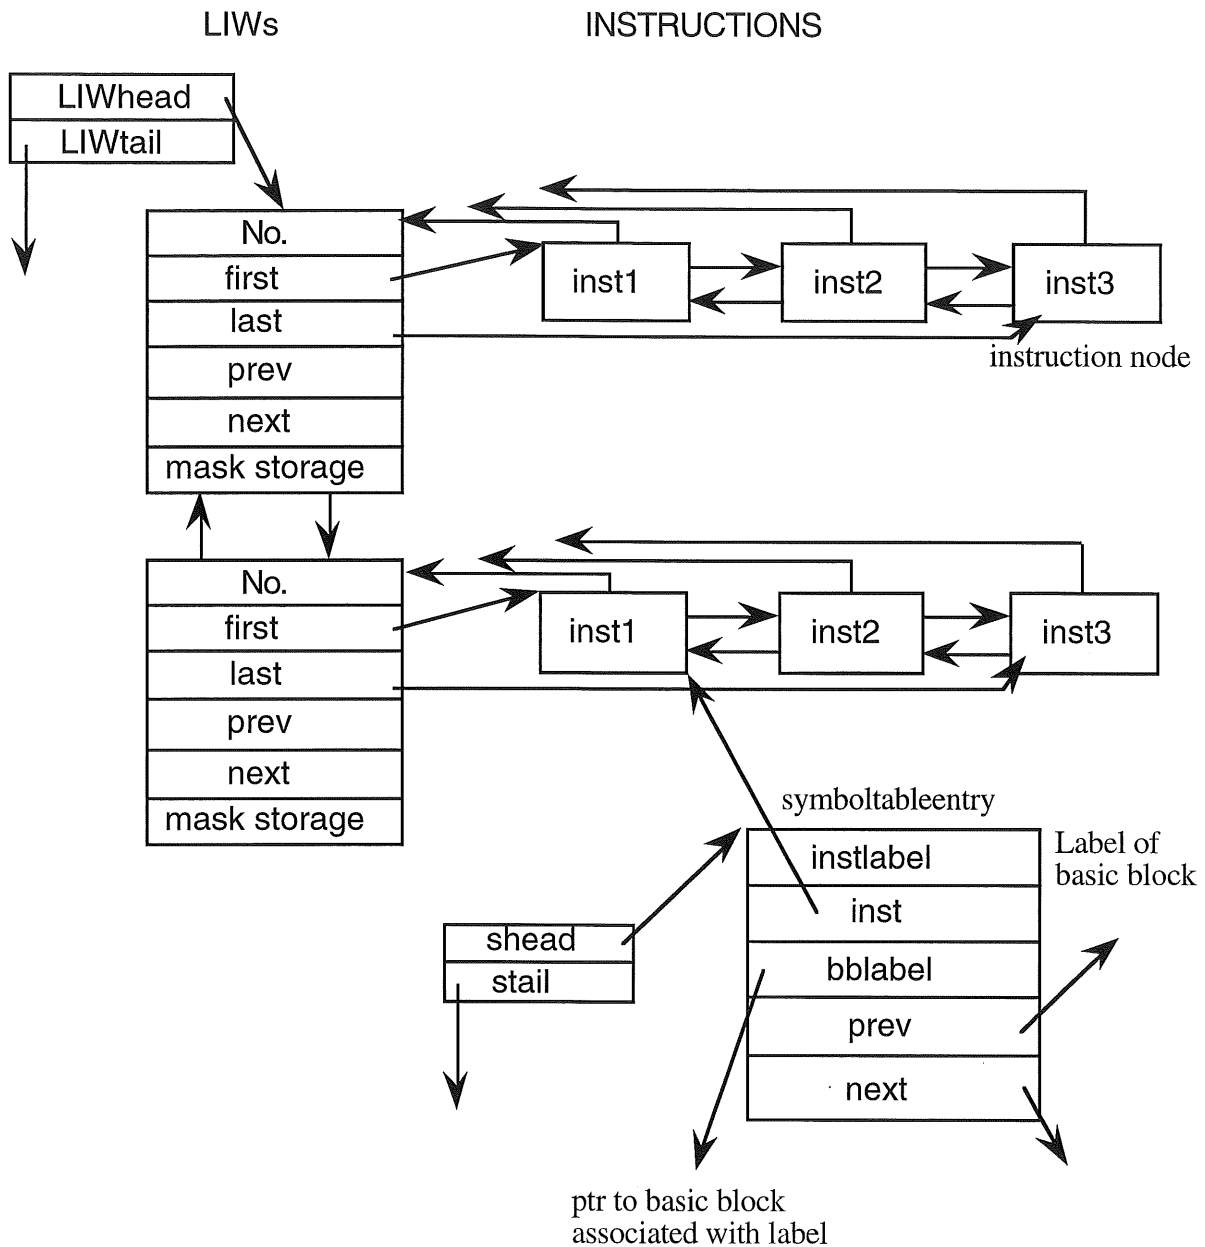 LIWs
INSTRUCTIONS
LIWhead
LIWtail
No.
first
last
prev
next
mask storage
inst1
inst2
inst3
instruction node
No.
first
last
prev
next
mask storage
inst1
inst2
inst3
symboltableentry
instlabel
inst
bblabel
prev
next
Label of
basic block
shead
stail
ptr to basic block
associated with label